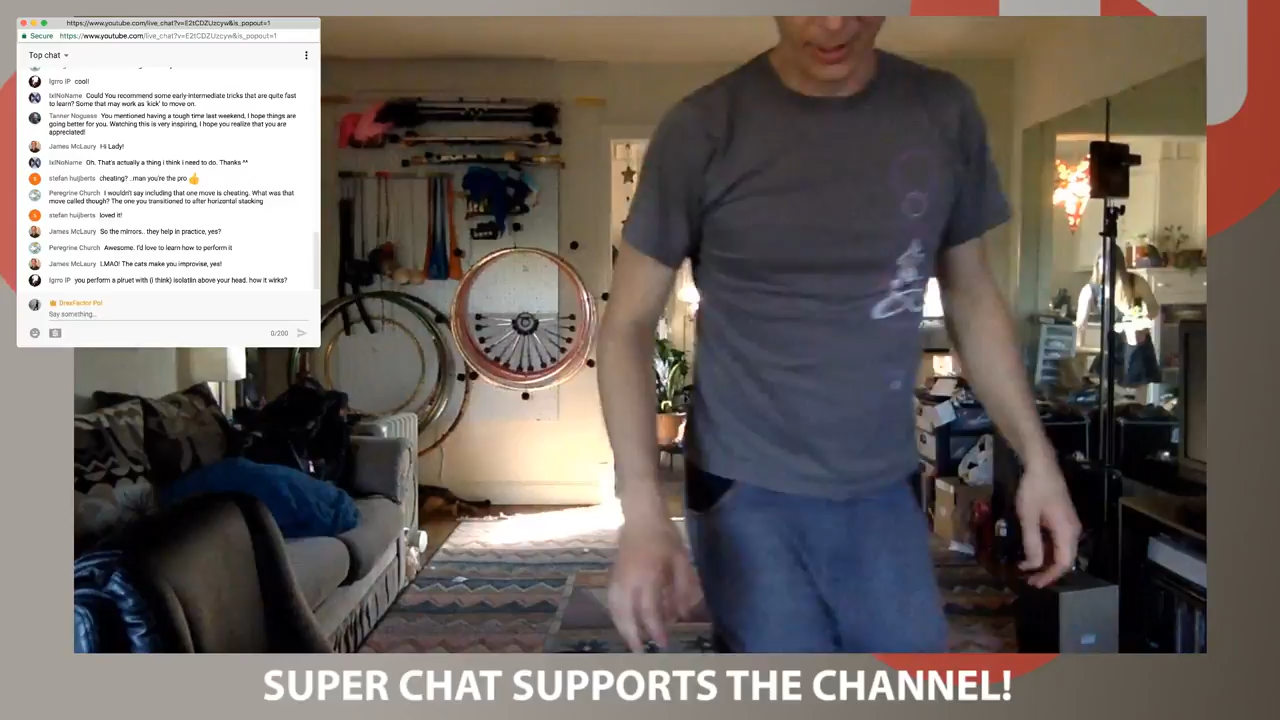 https://www.youtube.com/live_chat?v=E2tCDZUzcyw&is_popout=1
Secure https://www.youtube.com/live_chat?v=E2tCDZUzcyw&is_popout=1
Top chat
Igrro IP cool!
IxINoName Could You recommend some early-intermediate tricks that are quite fast
to learn? Some that may work as 'kick' to move on.
Tanner Noguess You mentioned having a tough time last weekend, I hope things are
going better for you. Watching this is very inspiring, I hope you realize that you are
appreciated!
James McLaury Hi Lady!
IxINoName Oh. That's actually a thing i think i need to do. Thanks ^^
stefan huijberts cheating? ..man you're the pro
Peregrine Church I wouldn't say including that one move is cheating. What was that
move called though? The one you transitioned to after horizontal stacking
stefan huijberts loved it!
James McLaury So the mirrors.. they help in practice, yes?
Peregrine Church Awesome. I'd love to learn how to perform it
James McLaury LMAO! The cats make you improvise, yes!
Igrro IP you perform a piruet with (i think) isolatiin above your head. how it wirks?
DrexFactor Poi
Say something...
0/200
SUPER CHAT SUPPORTS THE CHANNEL!